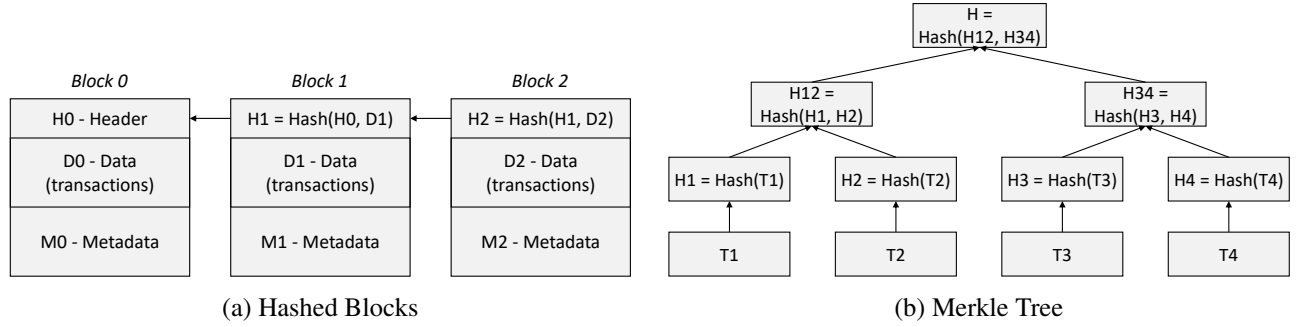 Block 0
Block 1
Block 2
H0 - Header
H1 = Hash(H0, D1)
H2 = Hash(H1, D2)
D0 - Data
(transactions)
D1 - Data
(transactions)
D2 - Data
(transactions)
M0 - Metadata
M1 - Metadata
M2 - Metadata
(a) Hashed Blocks
H =
Hash(H12, H34)
H12 =
Hash(H1, H2)
H34 =
Hash(H3, H4)
H1 = Hash(T1)
H2 = Hash(T2)
H3 = Hash(T3)
H4 = Hash(T4)
T1
T2
T3
T4
(b) Merkle Tree